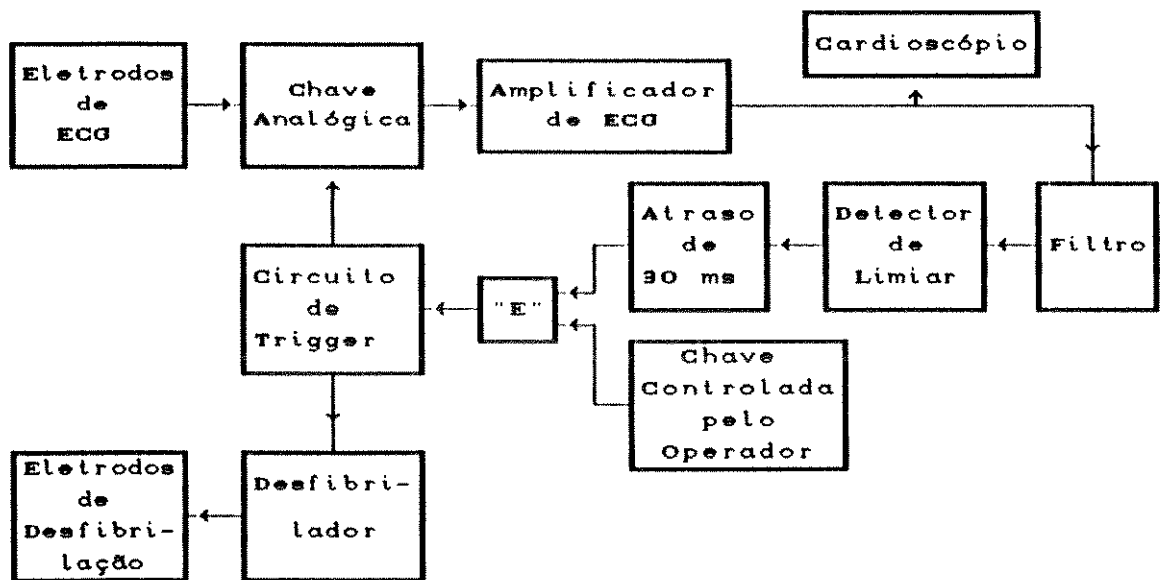 Eletrodos
de
ECG
Chave
Analógica
Amplificador
de ECG
Cardioscópio
Atraso
de
30 ms
Detector
de
Limiar
Filtro
Circuito
de
Trigger
"E"
Chave
Controlada
pelo
Operador
Eletrodos
de
Desfibri-
lação
Desfibri-
lador